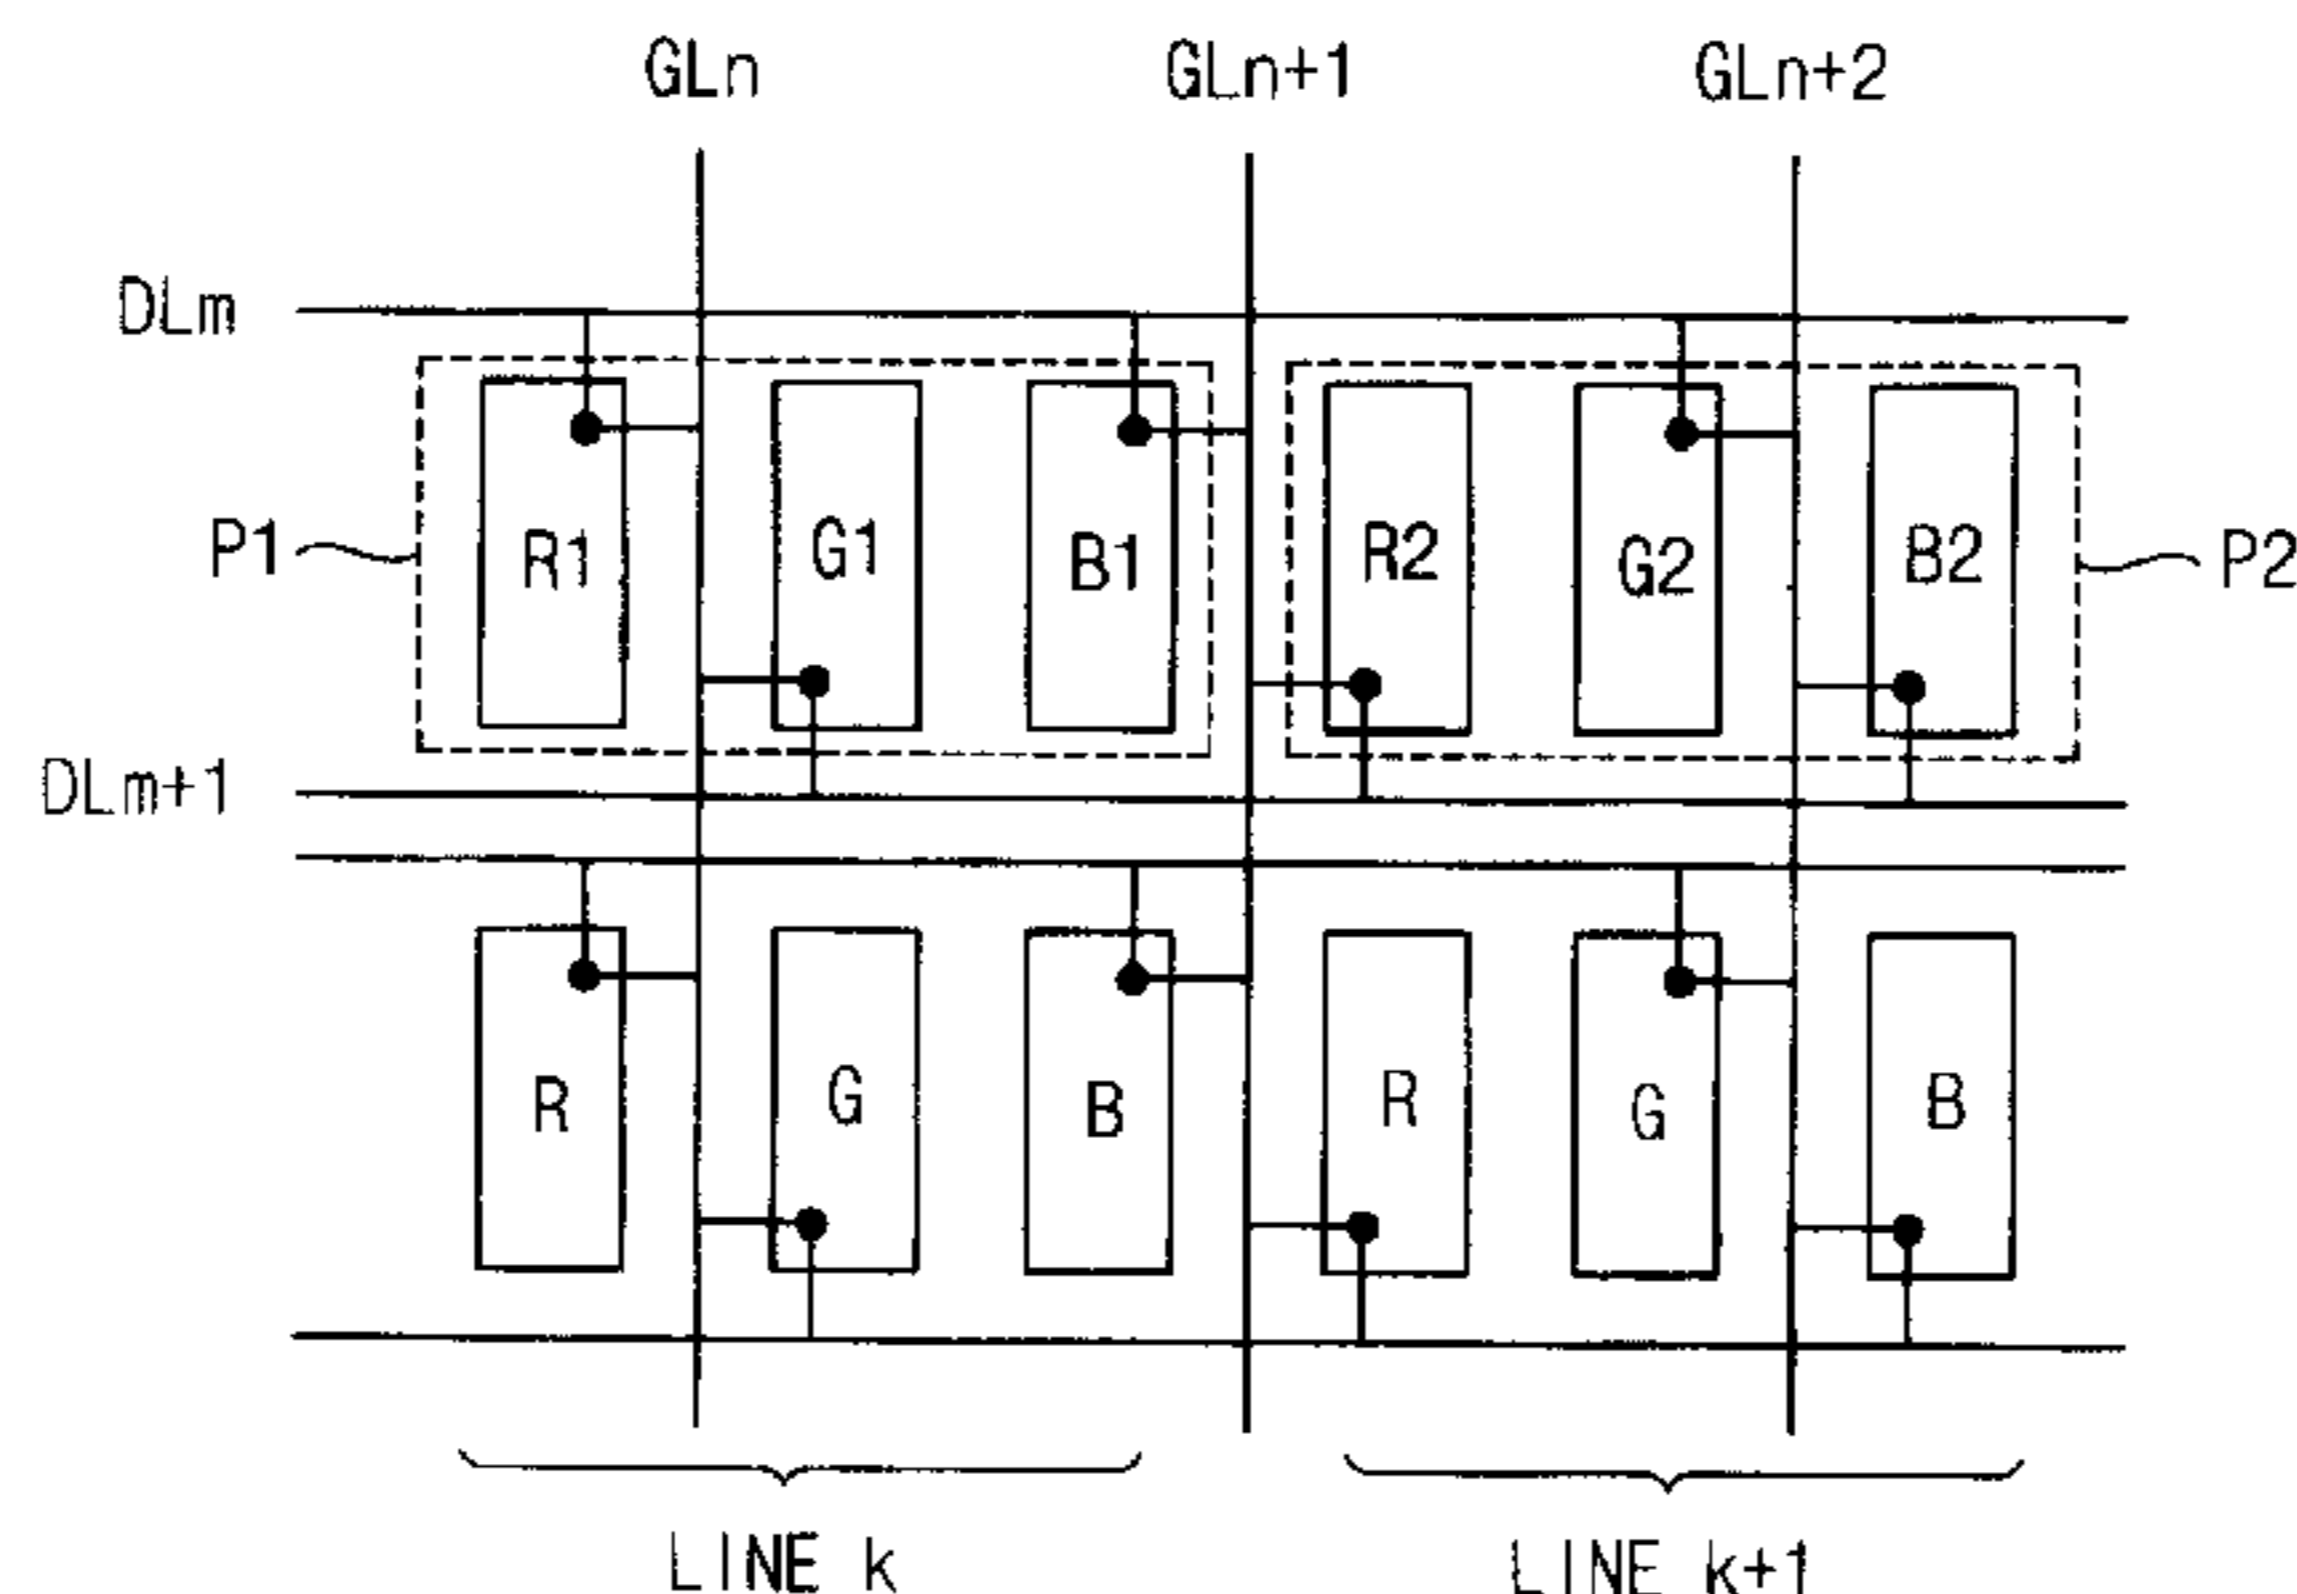 GLn GLn+1 GLn+2
DLm
P1 R1 G1 B1 R2 G2 B2 P2
DLm+1
R G B R G B
LINE k LINE k+1